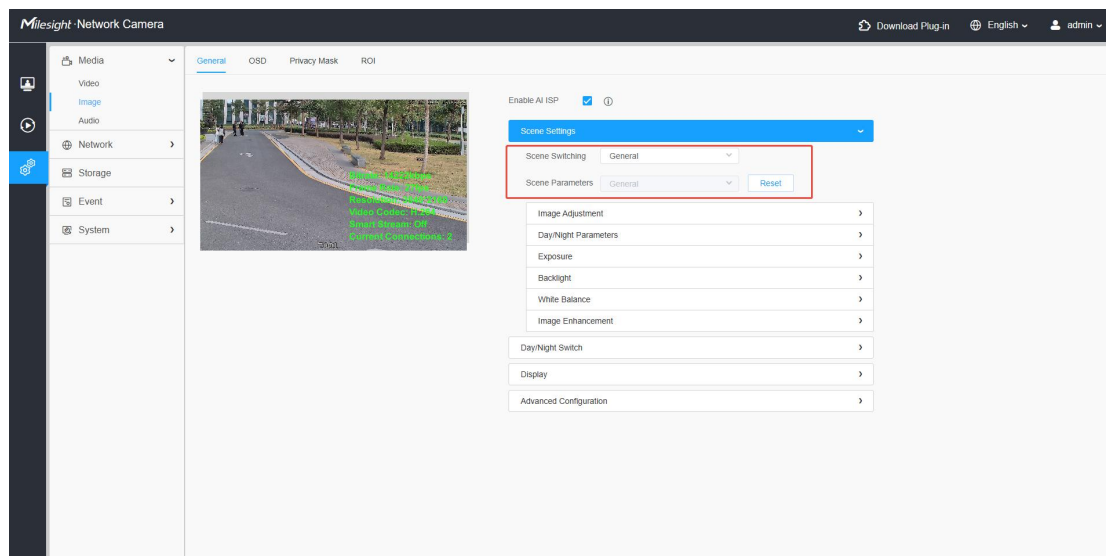 Milesight · Network Camera
Download Plug-in
English
admin
Media
Video
Image
Audio
Network
Storage
Event
System
General OSD Privacy Mask ROI
Video Codec: H.264
Smart Stream: Off
Current Connections: 2
Enable AI ISP
Scene Settings
Scene Switching General
Scene Parameters General Reset
Image Adjustment
Day/Night Parameters
Exposure
Backlight
White Balance
Image Enhancement
Day/Night Switch
Display
Advanced Configuration